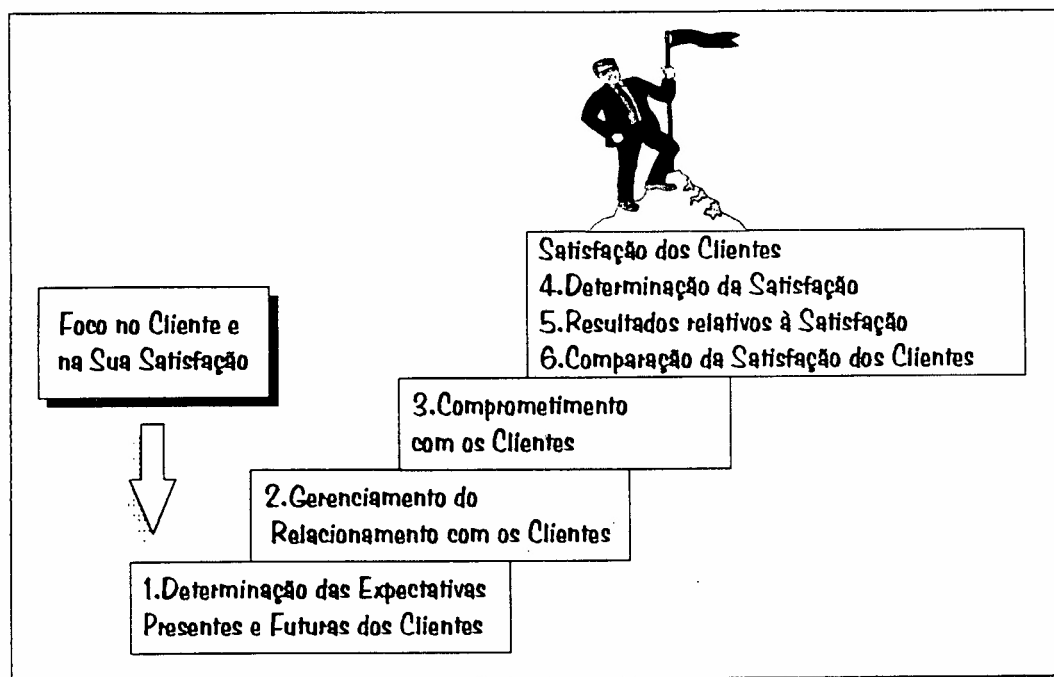 Satisfação dos Clientes
4.Determinação da Satisfação
5.Resultados relativos à Satisfação
6.Comparação da Satisfação dos Clientes
Foco no Cliente e
na Sua Satisfação
3.Comprometimento
com os Clientes
2.Gerenciamento do
Relacionamento com os Clientes
1.Determinação das Expectativas
Presentes e Futuras dos Clientes